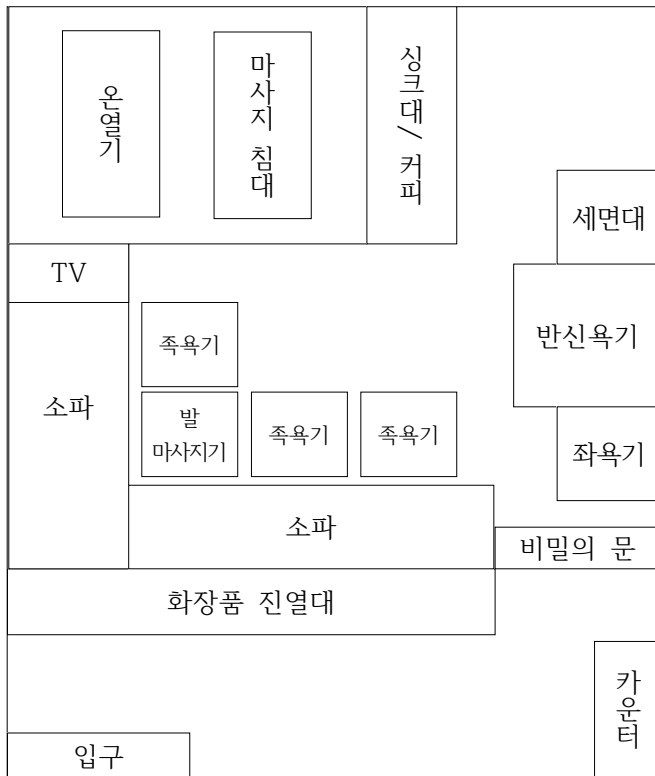 온열기
마사지 침대
싱크대/ 커피
세면대
TV
반신욕기
족욕기
소파
발
마사지기
족욕기
족욕기
좌욕기
소파
비밀의 문
화장품 진열대
카운터
입구